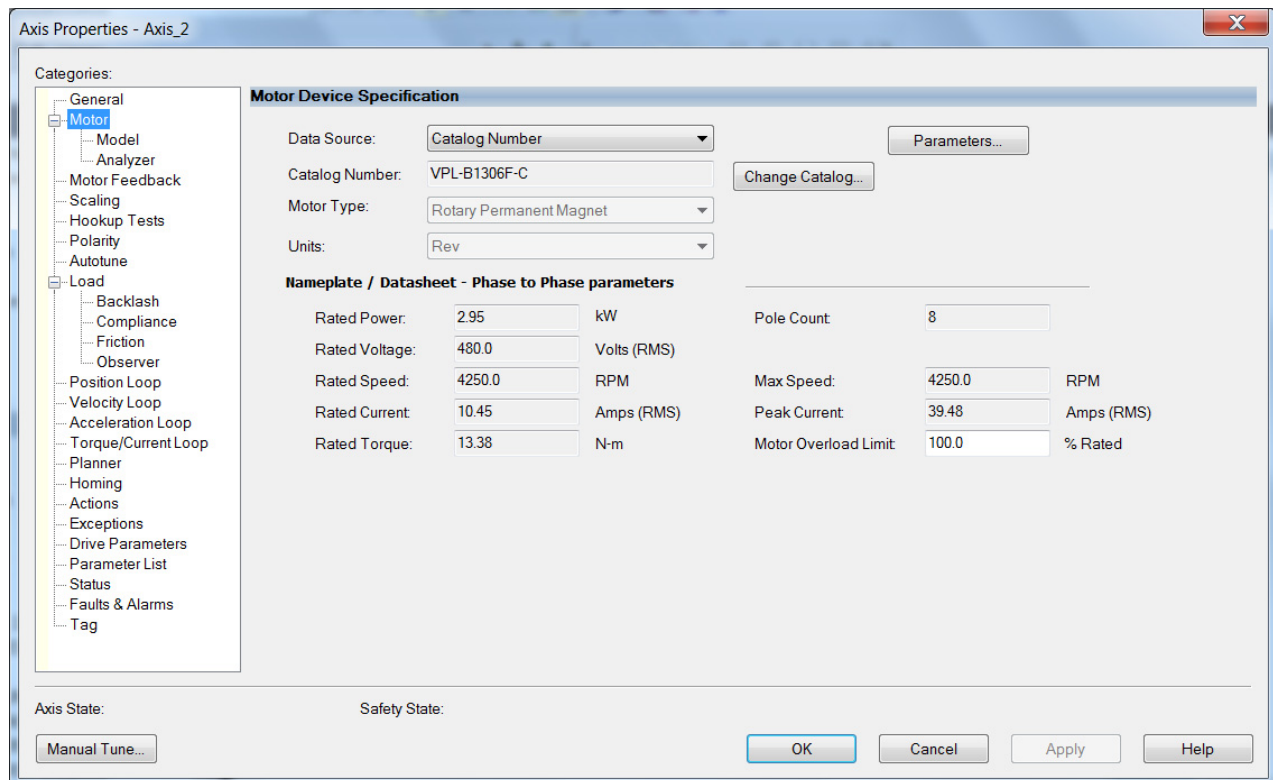 Axis Properties - Axis_2
X
Categories:
General
Motor
Model
Analyzer
Motor Feedback
Scaling
Hookup Tests
Polarity
Autotune
Load
Backlash
Compliance
Friction
Observer
Position Loop
Velocity Loop
Acceleration Loop
Torque/Current Loop
Planner
Homing
Actions
Exceptions
Drive Parameters
Parameter List
Status
Faults & Alarms
Tag
Motor Device Specification
Data Source: Catalog Number Parameters...
Catalog Number: VPL-B1306F-C Change Catalog...
Motor Type: Rotary Permanent Magnet
Units: Rev
Nameplate / Datasheet - Phase to Phase parameters
Rated Power: 2.95 kW Pole Count: 8
Rated Voltage: 480.0 Volts (RMS)
Rated Speed: 4250.0 RPM Max Speed: 4250.0 RPM
Rated Current: 10.45 Amps (RMS) Peak Current: 39.48 Amps (RMS)
Rated Torque: 13.38 N-m Motor Overload Limit: 100.0 % Rated
Axis State: Safety State:
Manual Tune... OK Cancel Apply Help